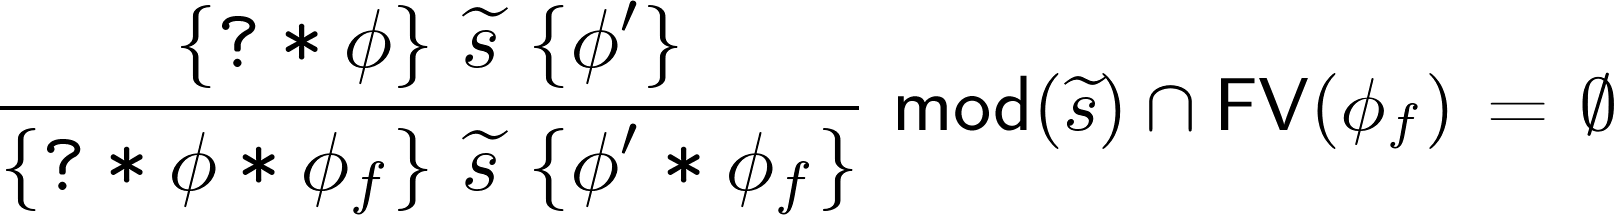 {? * ϕ} s̃ {ϕ′}
{? * ϕ * ϕ_f} s̃ {ϕ′ * ϕ_f}
mod(s̃) ∩ FV(ϕ_f) = ∅